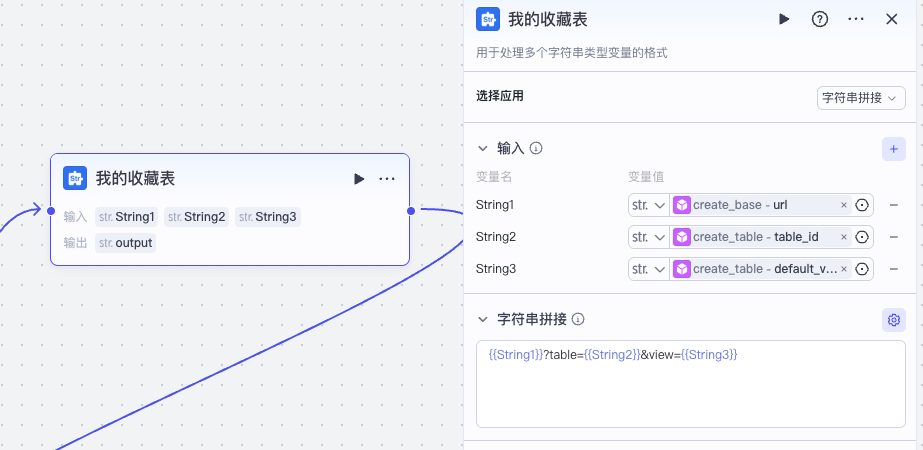 Str
我的收藏表
输入 str. String1 str. String2 str. String3
输出 str. output
Str
我的收藏表
用于处理多个字符串类型变量的格式
选择应用
字符串拼接
输入
变量名 变量值
String1 str. create_base - url
String2 str. create_table - table_id
String3 str. create_table - default_v...
字符串拼接
{{String1}}?table={{String2}}&view={{String3}}